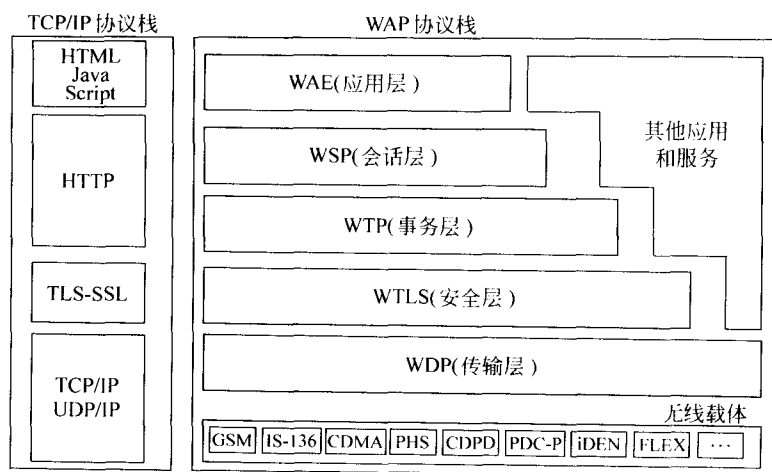 TCP/IP 协议栈
WAP 协议栈
HTML
Java
Script
HTTP
TLS-SSL
TCP/IP
UDP/IP
WAE(应用层)
WSP(会话层)
WTP(事务层)
WTLS(安全层)
WDP(传输层)
其他应用
和服务
无线载体
GSM IS-136 CDMA PHS CDPD PDC-P iDEN FLEX …